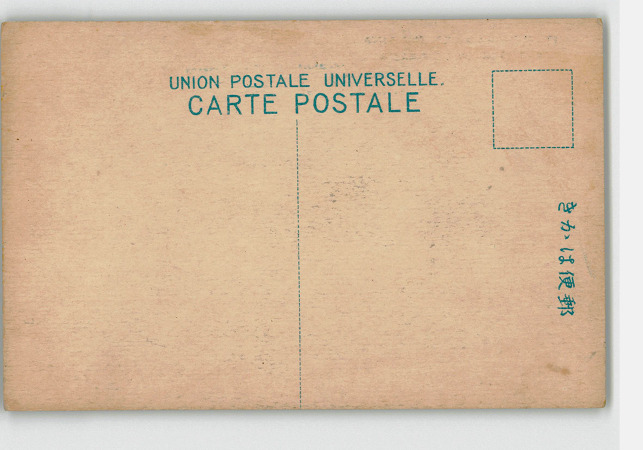 UNION POSTALE UNIVERSELLE.
CARTE POSTALE
きかは便郵